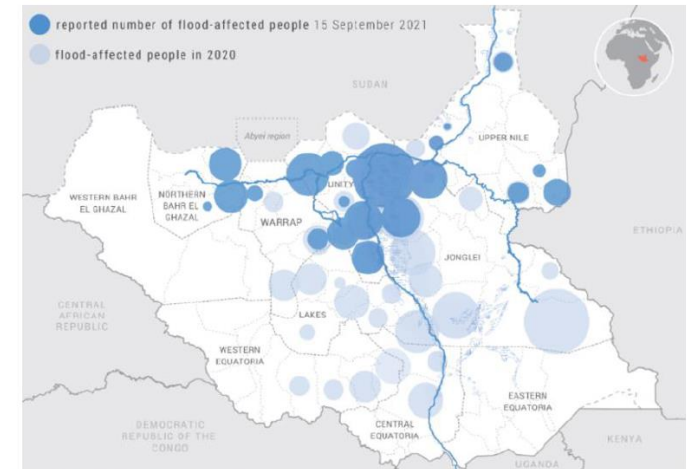 reported number of flood-affected people 15 September 2021
flood-affected people in 2020
SUDAN
Abyei region
UPPER NILE
UNITY
WESTERN BAHR
EL GHAZAL
NORTHERN
BAHR EL
GHAZAL
WARRAP
ETHIOPIA
JONGLEI
CENTRAL
AFRICAN
REPUBLIC
LAKES
WESTERN
EQUATORIA
EASTERN
EQUATORIA
CENTRAL
EQUATORIA
DEMOCRATIC
REPUBLIC OF THE
CONGO
KENYA
UGANDA